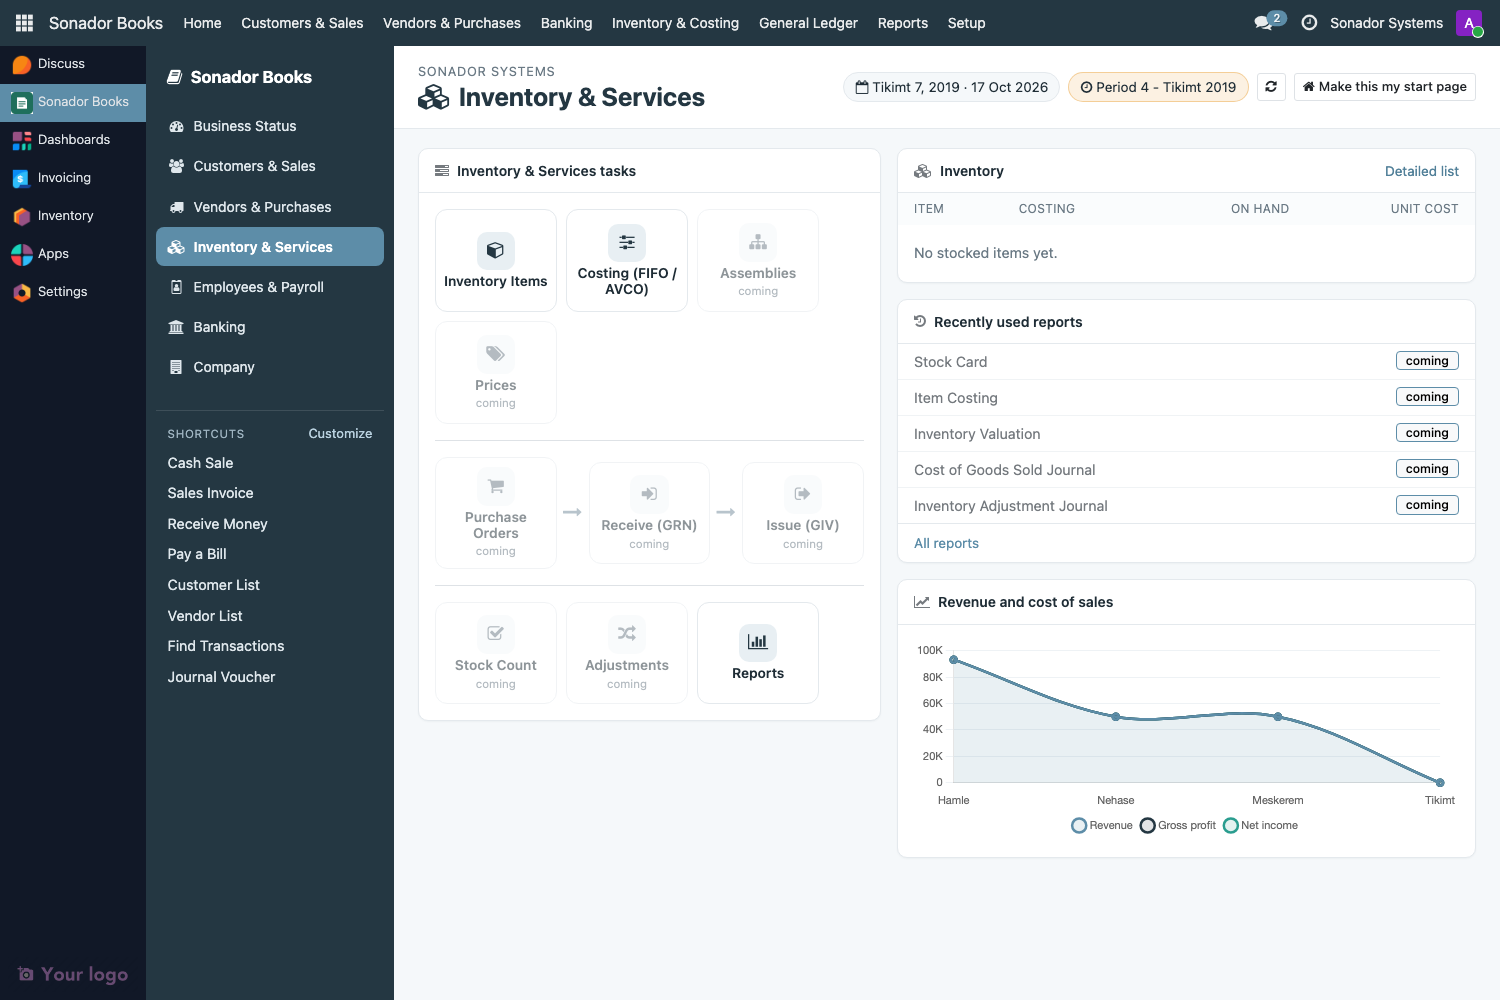 Sonador Books
Home
Customers & Sales
Vendors & Purchases
Banking
Inventory & Costing
General Ledger
Reports
Setup
2
Sonador Systems
A
Discuss
Sonador Books
Dashboards
Invoicing
Inventory
Apps
Settings
Your logo
Sonador Books
Business Status
Customers & Sales
Vendors & Purchases
Inventory & Services
Employees & Payroll
Banking
Company
SHORTCUTS
Customize
Cash Sale
Sales Invoice
Receive Money
Pay a Bill
Customer List
Vendor List
Find Transactions
Journal Voucher
SONADOR SYSTEMS
Inventory & Services
Tikimt 7, 2019 · 17 Oct 2026
Period 4 - Tikimt 2019
Make this my start page
Inventory & Services tasks
Inventory Items
Costing (FIFO /
AVCO)
Assemblies
coming
Prices
coming
Purchase
Orders
coming
Receive (GRN)
coming
Issue (GIV)
coming
Stock Count
coming
Adjustments
coming
Reports
Inventory
Detailed list
ITEM
COSTING
ON HAND
UNIT COST
No stocked items yet.
Recently used reports
Stock Card
coming
Item Costing
coming
Inventory Valuation
coming
Cost of Goods Sold Journal
coming
Inventory Adjustment Journal
coming
All reports
Revenue and cost of sales
100K
80K
60K
40K
20K
0
Hamle
Nehase
Meskerem
Tikimt
Revenue
Gross profit
Net income